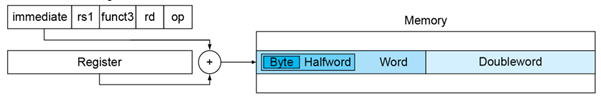 immediate rs1 funct3 rd op
Memory
Register
+
Byte Halfword Word Doubleword